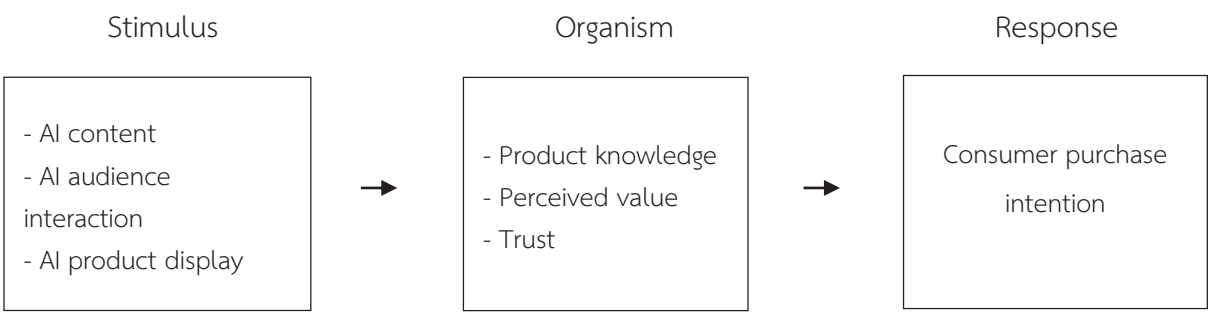 Stimulus
Organism
Response
- AI content
- AI audience
interaction
- AI product display
- Product knowledge
- Perceived value
- Trust
Consumer purchase
intention